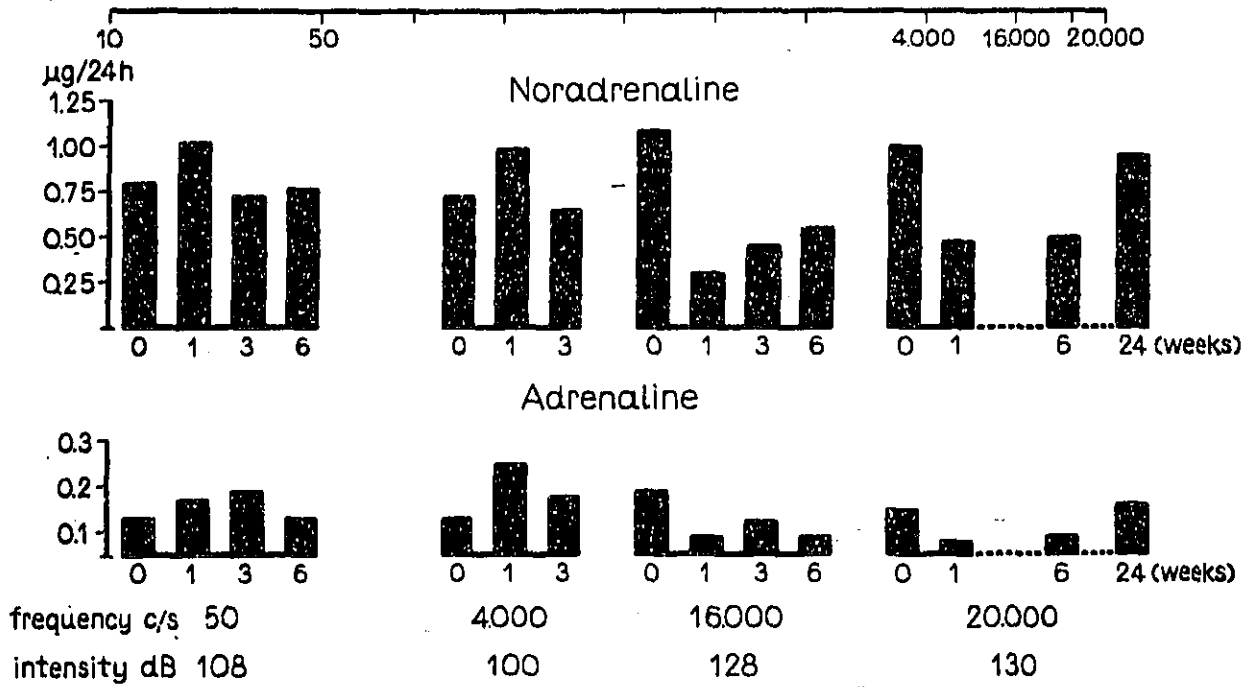 10 50 4.000 16.000 20.000
µg/24h
Noradrenaline
1.25
1.00
0.75
0.50
0.25
0 1 3 6 0 1 3 0 1 3 6 0 1 6 24 (weeks)
Adrenaline
0.3
0.2
0.1
0 1 3 6 0 1 3 0 1 3 6 0 1 6 24 (weeks)
frequency c/s 50 4.000 16.000 20.000
intensity dB 108 100 128 130